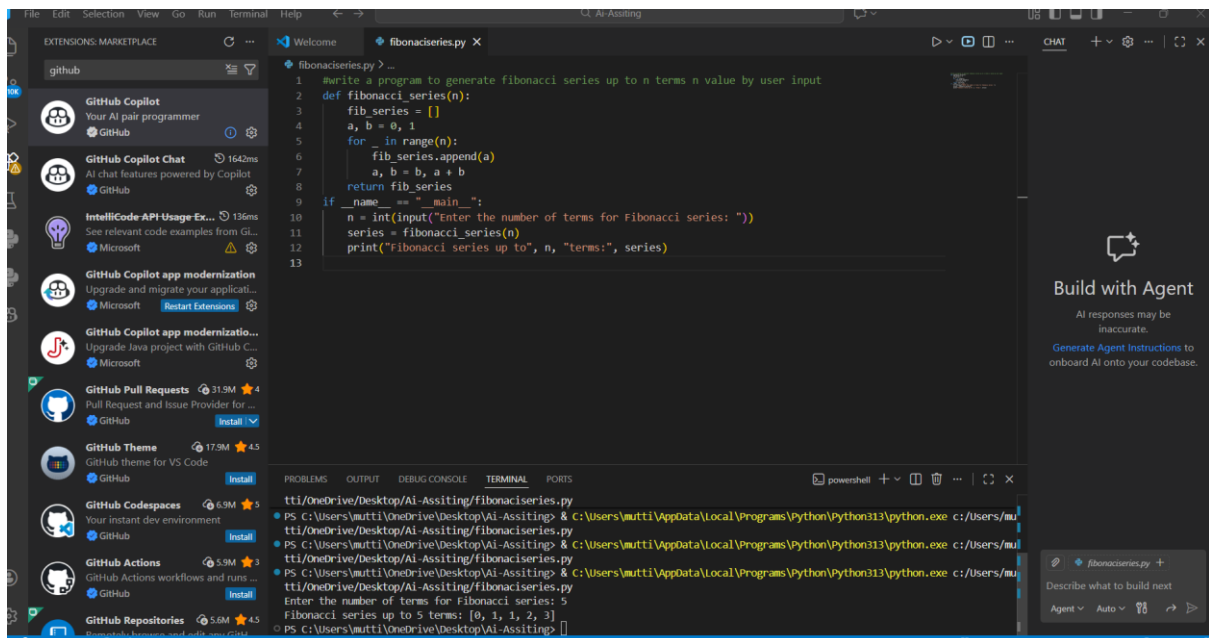 File Edit Selection View Go Run Terminal Help
Ai-Assiting
EXTENSIONS: MARKETPLACE
github
GitHub Copilot
Your AI pair programmer
GitHub
GitHub Copilot Chat 1642ms
AI chat features powered by Copilot
GitHub
IntelliCode API Usage Ex... 136ms
See relevant code examples from Gi...
Microsoft
GitHub Copilot app modernization
Upgrade and migrate your applicati...
Microsoft Restart Extensions
GitHub Copilot app modernizatio...
Upgrade Java project with GitHub C...
Microsoft
GitHub Pull Requests 31.9M 4
Pull Request and Issue Provider for ...
GitHub Install
GitHub Theme 17.9M 4.5
GitHub theme for VS Code
GitHub Install
GitHub Codespaces 6.9M 5
Your instant dev environment
GitHub Install
GitHub Actions 5.9M 3
GitHub Actions workflows and runs ...
GitHub Install
GitHub Repositories 5.6M 4.5
Remotely browse and edit any GitH...
Welcome fibonaciseries.py
fibonaciseries.py > ...
1 #write a program to generate fibonacci series up to n terms n value by user input
2 def fibonacci_series(n):
3 fib_series = []
4 a, b = 0, 1
5 for _ in range(n):
6 fib_series.append(a)
7 a, b = b, a + b
8 return fib_series
9 if __name__ == "__main__":
10 n = int(input("Enter the number of terms for Fibonacci series: "))
11 series = fibonacci_series(n)
12 print("Fibonacci series up to", n, "terms:", series)
13
PROBLEMS OUTPUT DEBUG CONSOLE TERMINAL PORTS
powershell
tti/OneDrive/Desktop/Ai-Assiting/fibonaciseries.py
PS C:\Users\mutti\OneDrive\Desktop\Ai-Assiting> & C:\Users\mutti\AppData\Local\Programs\Python\Python313\python.exe c:/Users/mu
tti/OneDrive/Desktop/Ai-Assiting/fibonaciseries.py
PS C:\Users\mutti\OneDrive\Desktop\Ai-Assiting> & C:\Users\mutti\AppData\Local\Programs\Python\Python313\python.exe c:/Users/mu
tti/OneDrive/Desktop/Ai-Assiting/fibonaciseries.py
PS C:\Users\mutti\OneDrive\Desktop\Ai-Assiting> & C:\Users\mutti\AppData\Local\Programs\Python\Python313\python.exe c:/Users/mu
tti/OneDrive/Desktop/Ai-Assiting/fibonaciseries.py
Enter the number of terms for Fibonacci series: 5
Fibonacci series up to 5 terms: [0, 1, 1, 2, 3]
PS C:\Users\mutti\OneDrive\Desktop\Ai-Assiting>
CHAT
Build with Agent
AI responses may be
inaccurate.
Generate Agent Instructions to
onboard AI onto your codebase.
fibonaciseries.py
Describe what to build next
Agent Auto